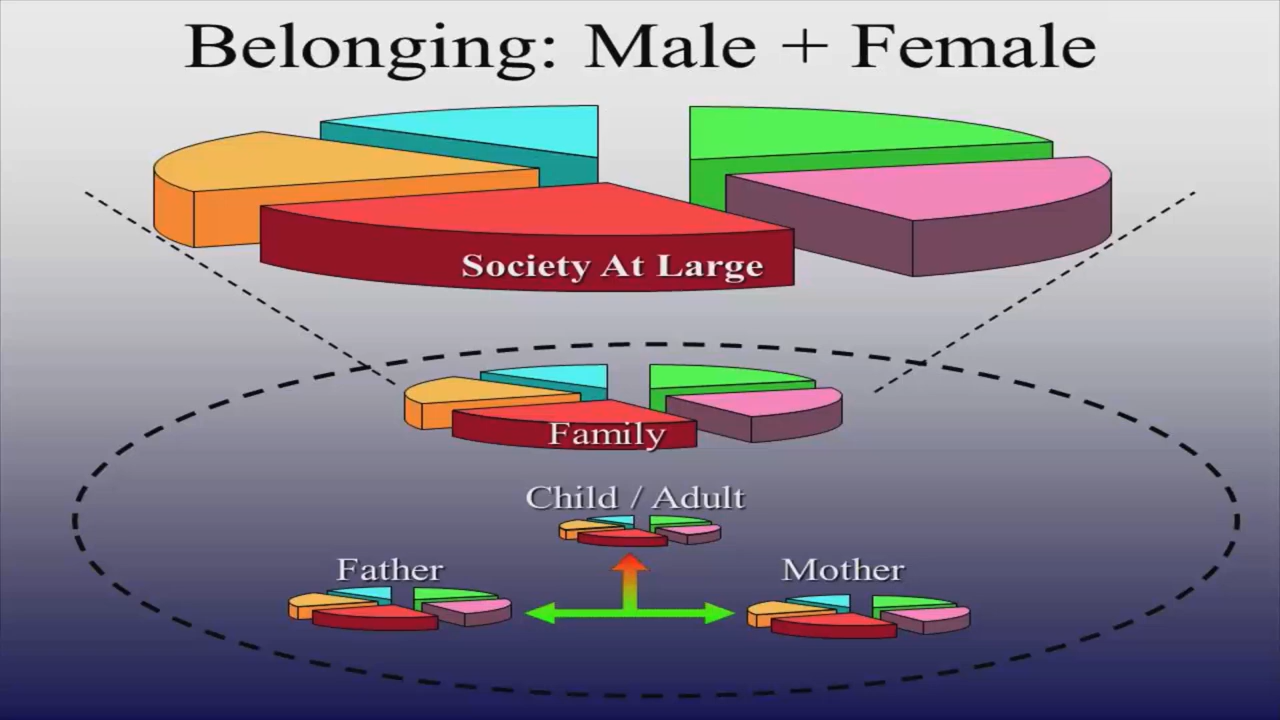 Belonging: Male + Female
Society At Large
Family
Child / Adult
Father
Mother